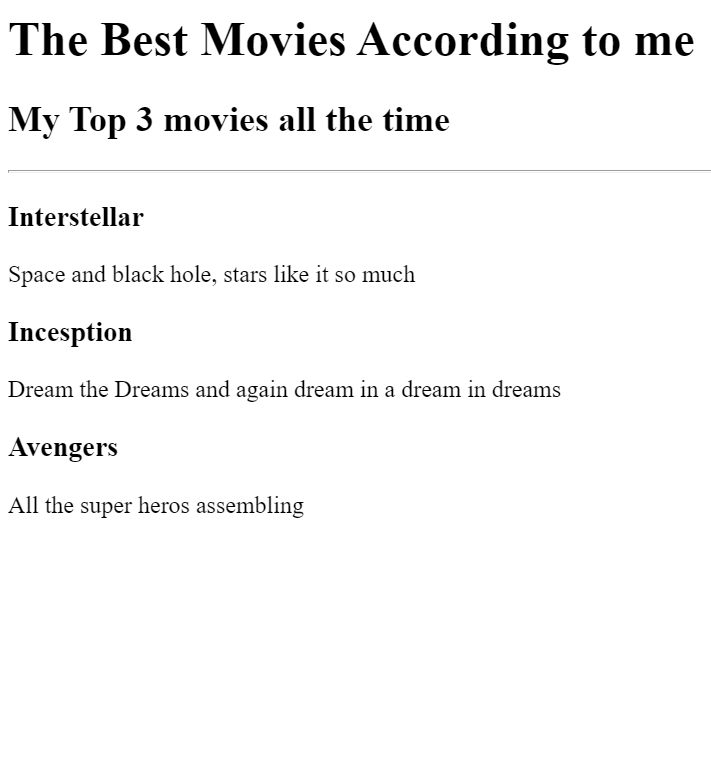 The Best Movies According to me
My Top 3 movies all the time
Interstellar
Space and black hole, stars like it so much
Incesption
Dream the Dreams and again dream in a dream in dreams
Avengers
All the super heros assembling